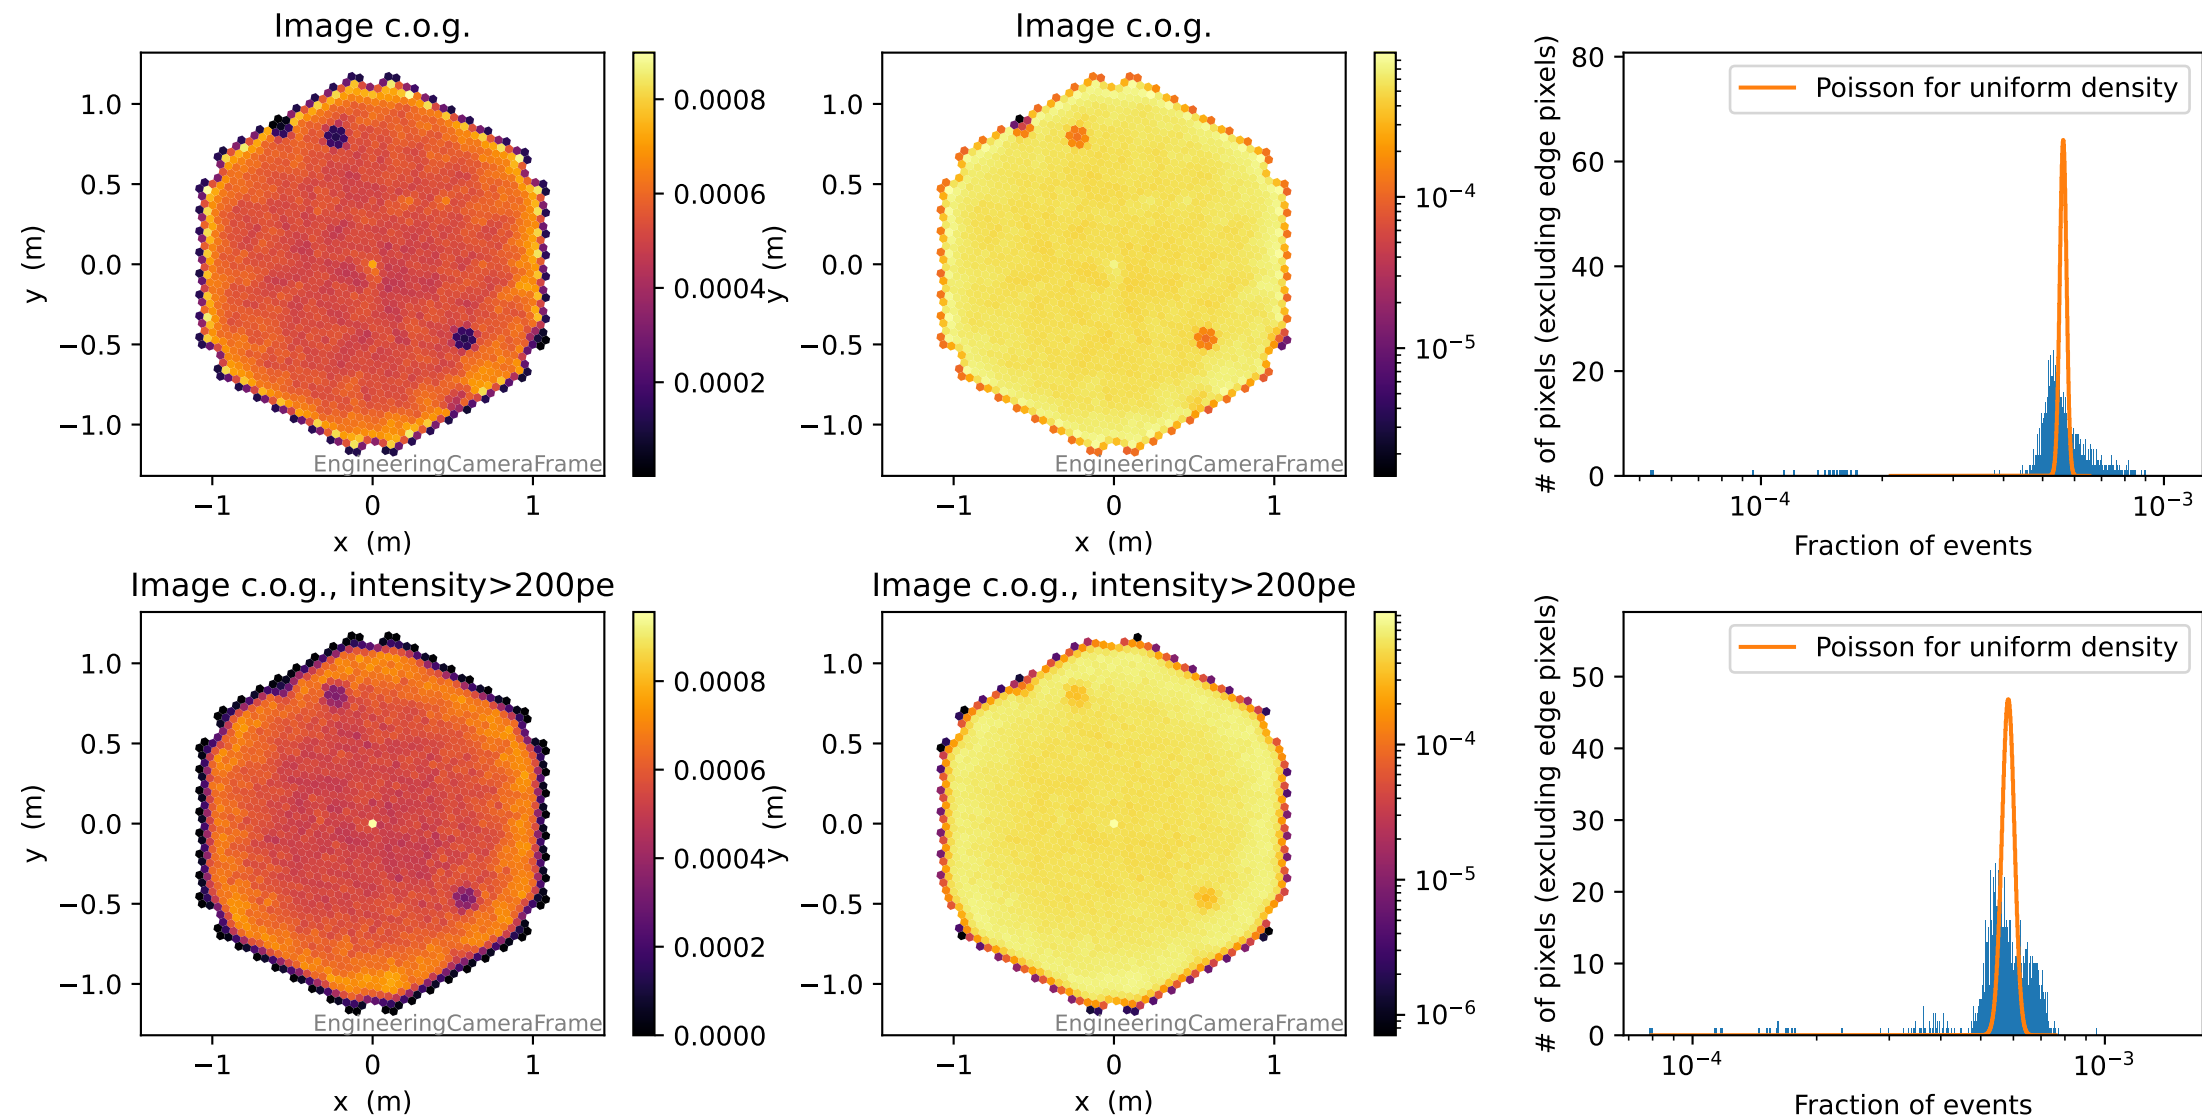 Image c.o.g.
1.0
0.5
0.0
−0.5
−1.0
y (m)
−1
0
1
x (m)
EngineeringCameraFrame
0.0008
0.0006
0.0004
0.0002
Image c.o.g.
1.0
0.5
0.0
−0.5
−1.0
y (m)
−1
0
1
x (m)
EngineeringCameraFrame
10−4
10−5
# of pixels (excluding edge pixels)
80
60
40
20
0
Poisson for uniform density
10−4
10−3
Fraction of events
Image c.o.g., intensity>200pe
1.0
0.5
0.0
−0.5
−1.0
y (m)
−1
0
1
x (m)
EngineeringCameraFrame
0.0008
0.0006
0.0004
0.0002
0.0000
Image c.o.g., intensity>200pe
1.0
0.5
0.0
−0.5
−1.0
y (m)
−1
0
1
x (m)
EngineeringCameraFrame
10−4
10−5
10−6
# of pixels (excluding edge pixels)
50
40
30
20
10
0
Poisson for uniform density
10−4
10−3
Fraction of events